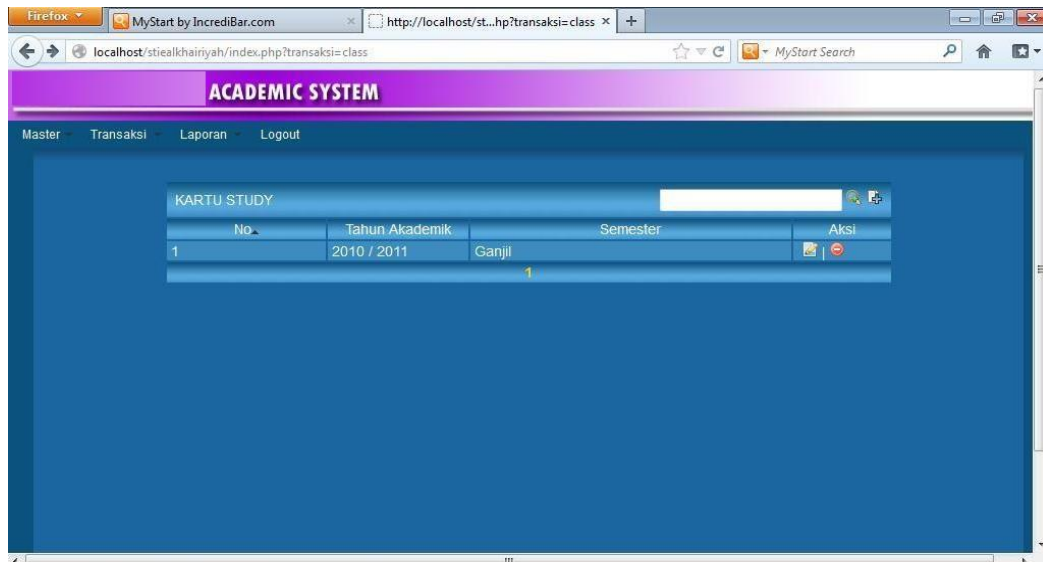 Firefox
MyStart by IncrediBar.com
http://localhost/st...hp?transaksi=class
localhost/stiealkhairiyah/index.php?transaksi=class
MyStart Search
ACADEMIC SYSTEM
Master Transaksi Laporan Logout
KARTU STUDY
No Tahun Akademik Semester Aksi
1 2010 / 2011 Ganjil |
1